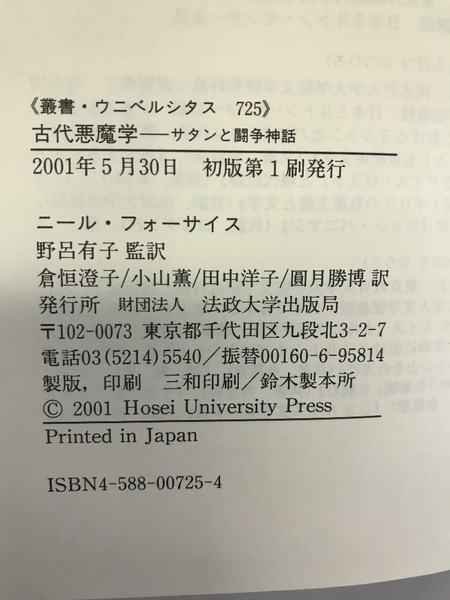 《叢書・ウニベルシタス 725》
古代悪魔学――サタンと闘争神話
2001年5月30日 初版第1刷発行
ニール・フォーサイス
野呂有子 監訳
倉恒澄子/小山薫/田中洋子/圓月勝博 訳
発行所 財団法人 法政大学出版局
〒102-0073 東京都千代田区九段北3-2-7
電話03(5214)5540/振替00160-6-95814
製版,印刷 三和印刷/鈴木製本所
© 2001 Hosei University Press
Printed in Japan
ISBN4-588-00725-4